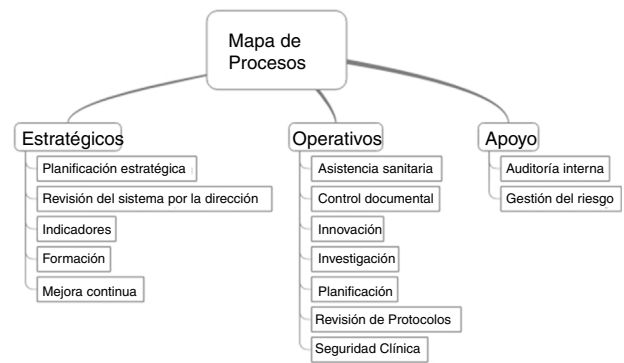 Mapa de
Procesos
Estratégicos
Planificación estratégica
Revisión del sistema por la dirección
Indicadores
Formación
Mejora continua
Operativos
Asistencia sanitaria
Control documental
Innovación
Investigación
Planificación
Revisión de Protocolos
Seguridad Clínica
Apoyo
Auditoría interna
Gestión del riesgo